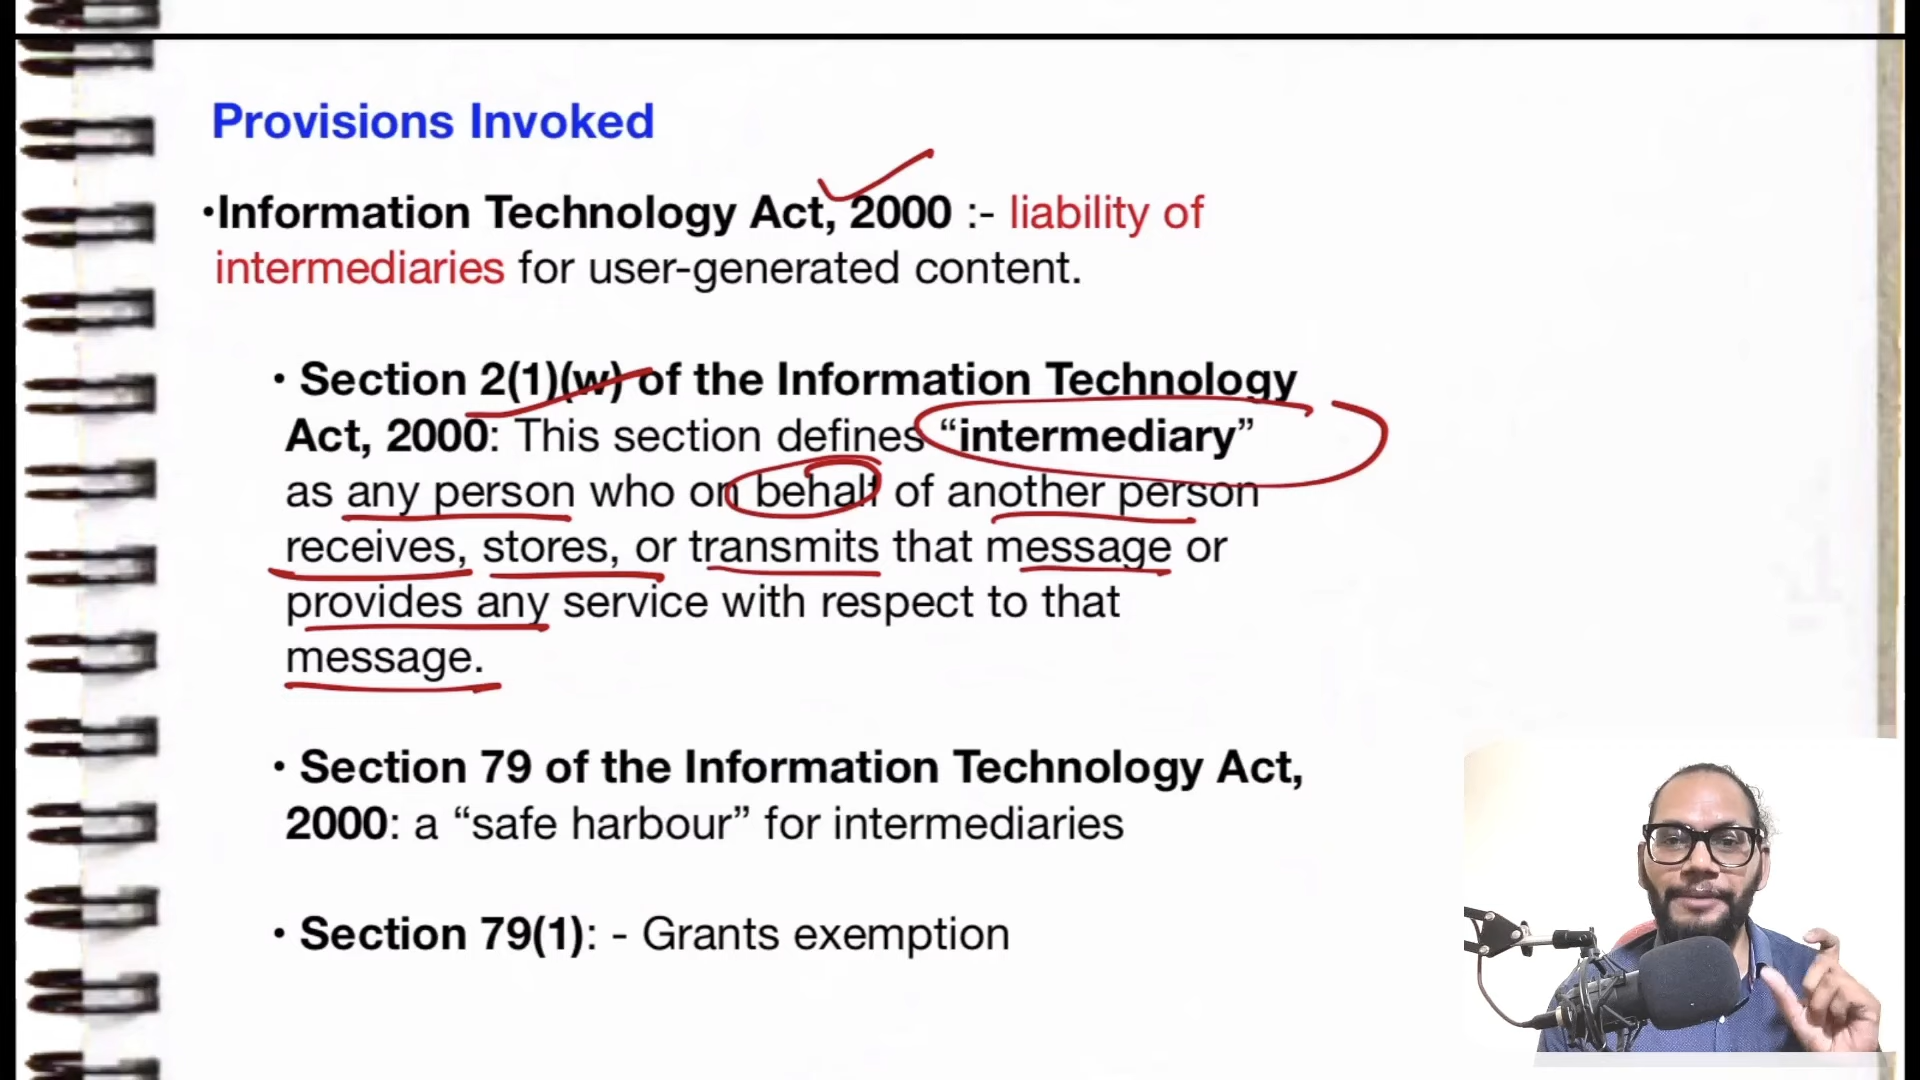 Provisions Invoked
•Information Technology Act, 2000 :- liability of
intermediaries for user-generated content.
• Section 2(1)(w) of the Information Technology
Act, 2000: This section defines “intermediary”
as any person who on behalf of another person
receives, stores, or transmits that message or
provides any service with respect to that
message.
• Section 79 of the Information Technology Act,
2000: a “safe harbour” for intermediaries
• Section 79(1): - Grants exemption